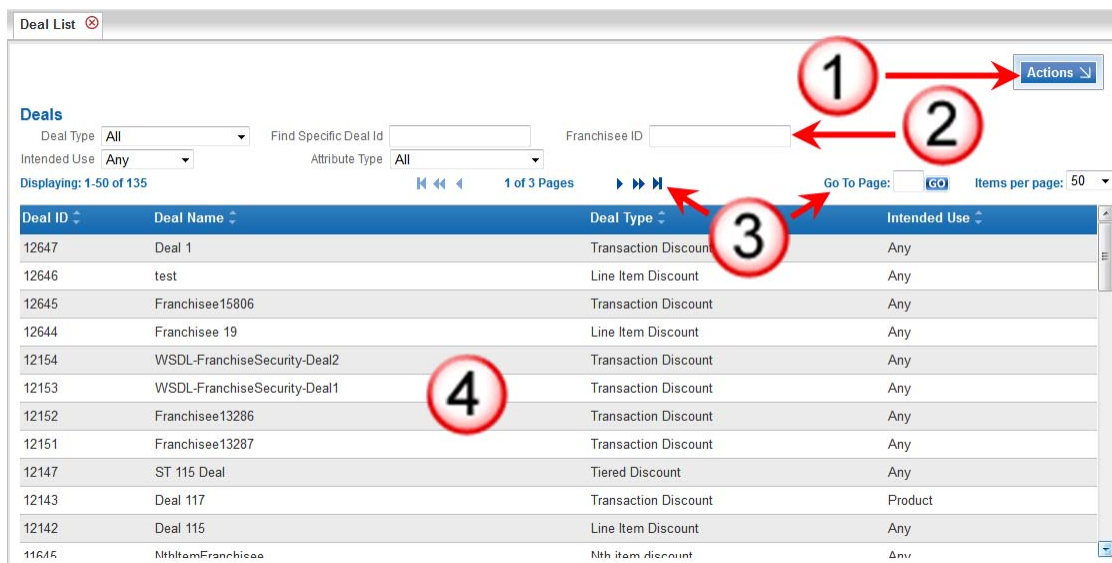 Deal List
1
Actions
Deals
2
Deal Type All Find Specific Deal Id Franchisee ID
Intended Use Any Attribute Type All
Displaying: 1-50 of 135 1 of 3 Pages Go To Page: GO Items per page: 50
3
Deal ID Deal Name Deal Type Intended Use
12647 Deal 1 Transaction Discount Any
12646 test Line Item Discount Any
12645 Franchisee15806 Transaction Discount Any
12644 Franchisee 19 Line Item Discount Any
12154 WSDL-FranchiseSecurity-Deal2 Transaction Discount Any
4
12153 WSDL-FranchiseSecurity-Deal1 Transaction Discount Any
12152 Franchisee13286 Transaction Discount Any
12151 Franchisee13287 Transaction Discount Any
12147 ST 115 Deal Tiered Discount Any
12143 Deal 117 Transaction Discount Product
12142 Deal 115 Line Item Discount Any
11645 NthItemFranchisee Nth item discount Any